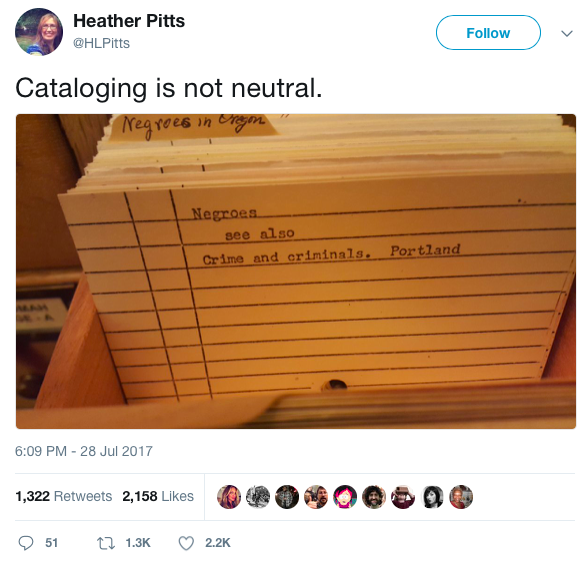 Heather Pitts
@HLPitts
Follow
Cataloging is not neutral.
Negroes in Oregon
Negroes
see also
Crime and criminals. Portland
6:09 PM - 28 Jul 2017
1,322 Retweets 2,158 Likes
51 1.3K 2.2K